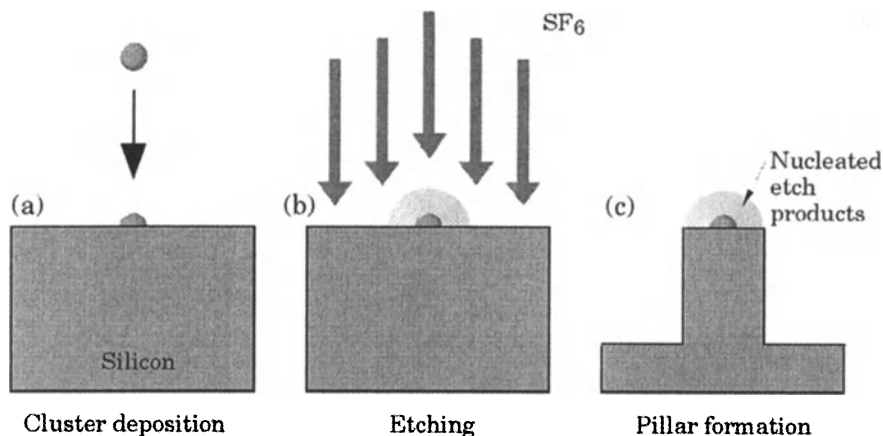 SF6
(a)
(b)
(c)
Nucleated
etch
products
Silicon
Cluster deposition
Etching
Pillar formation